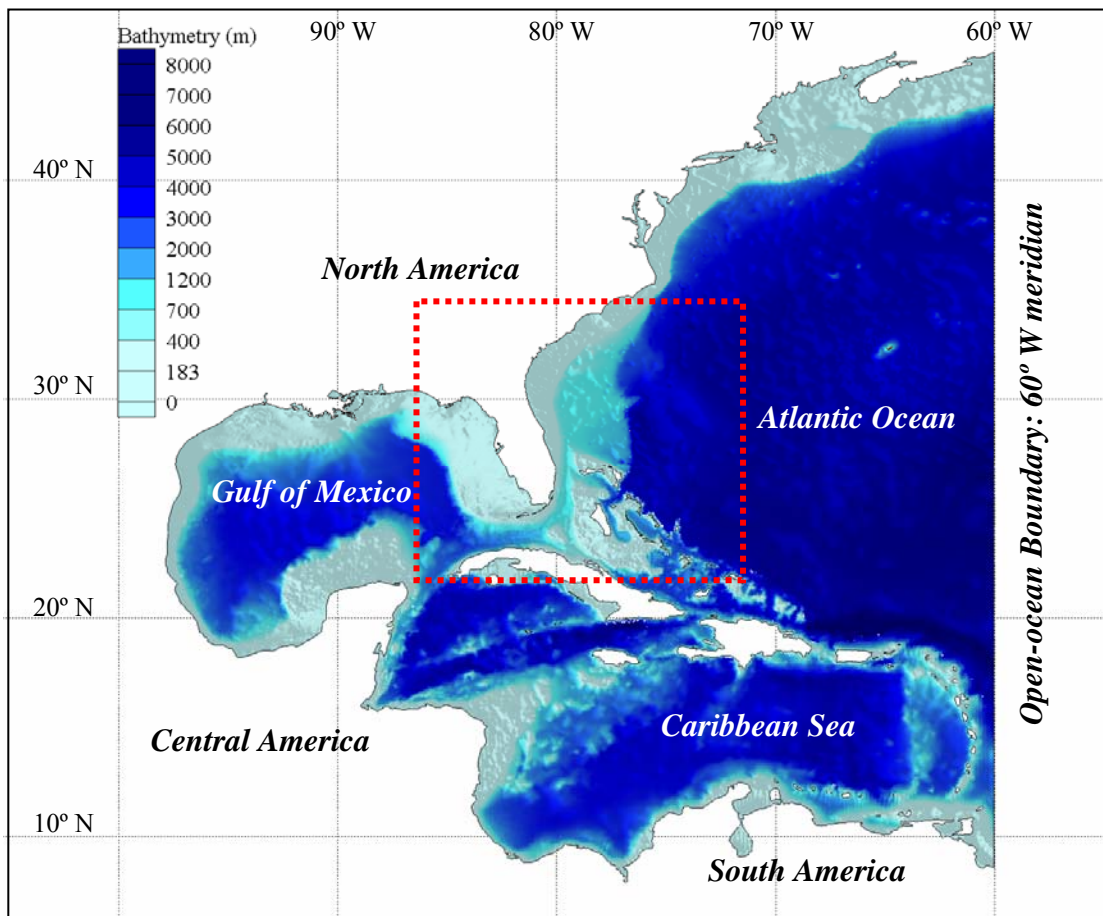 90º W
80º W
70º W
60º W
Bathymetry (m)
8000
7000
6000
5000
4000
3000
2000
1200
700
400
183
0
40º N
30º N
20º N
10º N
North America
Atlantic Ocean
Gulf of Mexico
Caribbean Sea
Central America
South America
Open-ocean Boundary: 60º W meridian